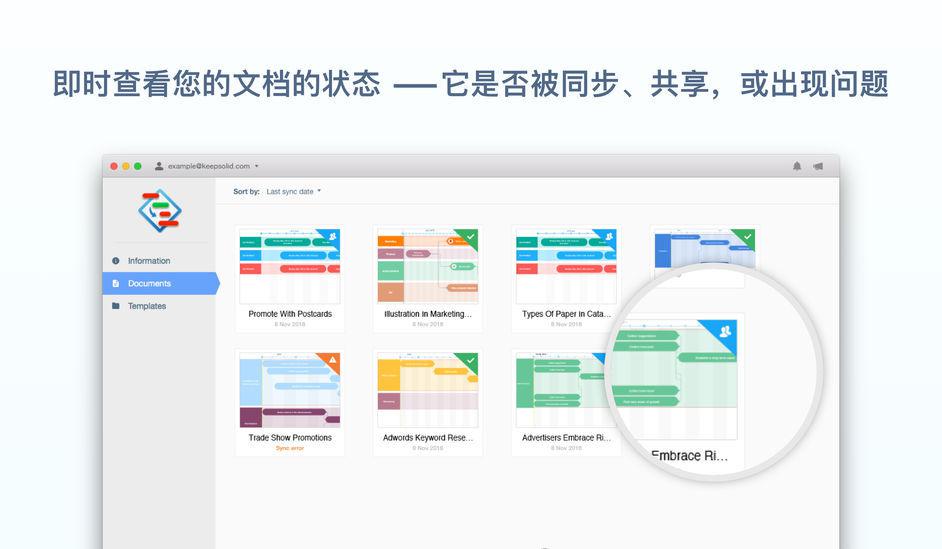 即时查看您的文档的状态 ——它是否被同步、共享，或出现问题
example@keepsolid.com
Sort by: Last sync date
Information
Documents
Templates
Promote With Postcards
8 Nov 2018
Illustration In Marketing...
8 Nov 2018
Types Of Paper In Cata...
8 Nov 2018
Trade Show Promotions
Sync error
Adwords Keyword Rese...
8 Nov 2018
Advertisers Embrace Ri...
8 Nov 2018
Embrace Ri...